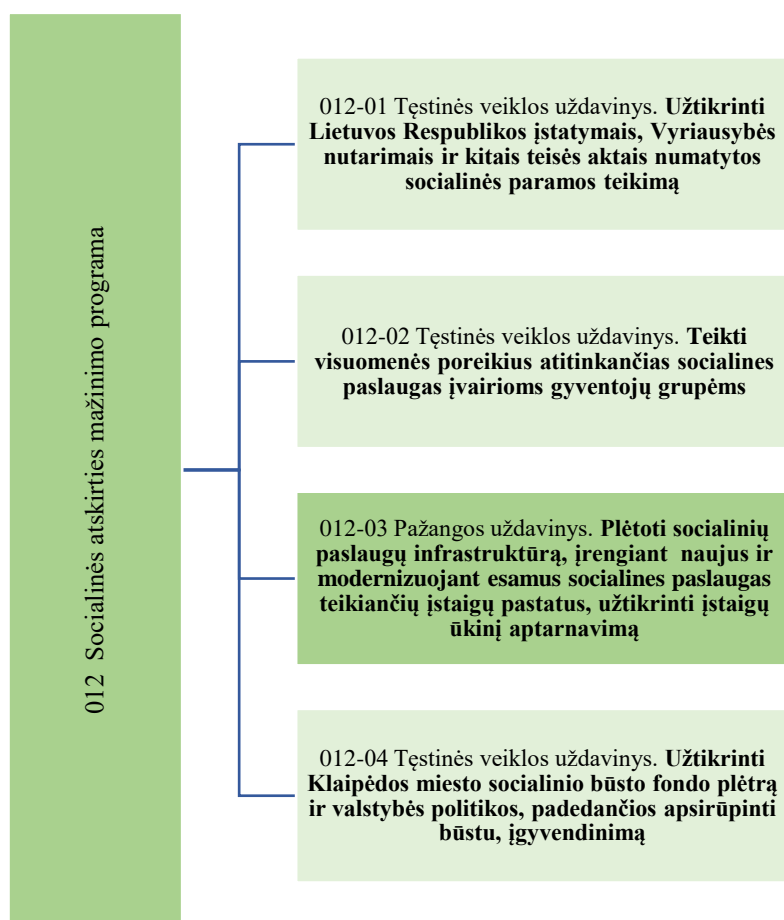 012 Socialinės atskirties mažinimo programa
012-01 Tęstinės veiklos uždavinys. Užtikrinti
Lietuvos Respublikos įstatymais, Vyriausybės
nutarimais ir kitais teisės aktais numatytos
socialinės paramos teikimą
012-02 Tęstinės veiklos uždavinys. Teikti
visuomenės poreikius atitinkančias socialines
paslaugas įvairioms gyventojų grupėms
012-03 Pažangos uždavinys. Plėtoti socialinių
paslaugų infrastruktūrą, įrengiant naujus ir
modernizuojant esamus socialines paslaugas
teikiančių įstaigų pastatus, užtikrinti įstaigų
ūkinį aptarnavimą
012-04 Tęstinės veiklos uždavinys. Užtikrinti
Klaipėdos miesto socialinio būsto fondo plėtrą
ir valstybės politikos, padedančios apsirūpinti
būstu, įgyvendinimą